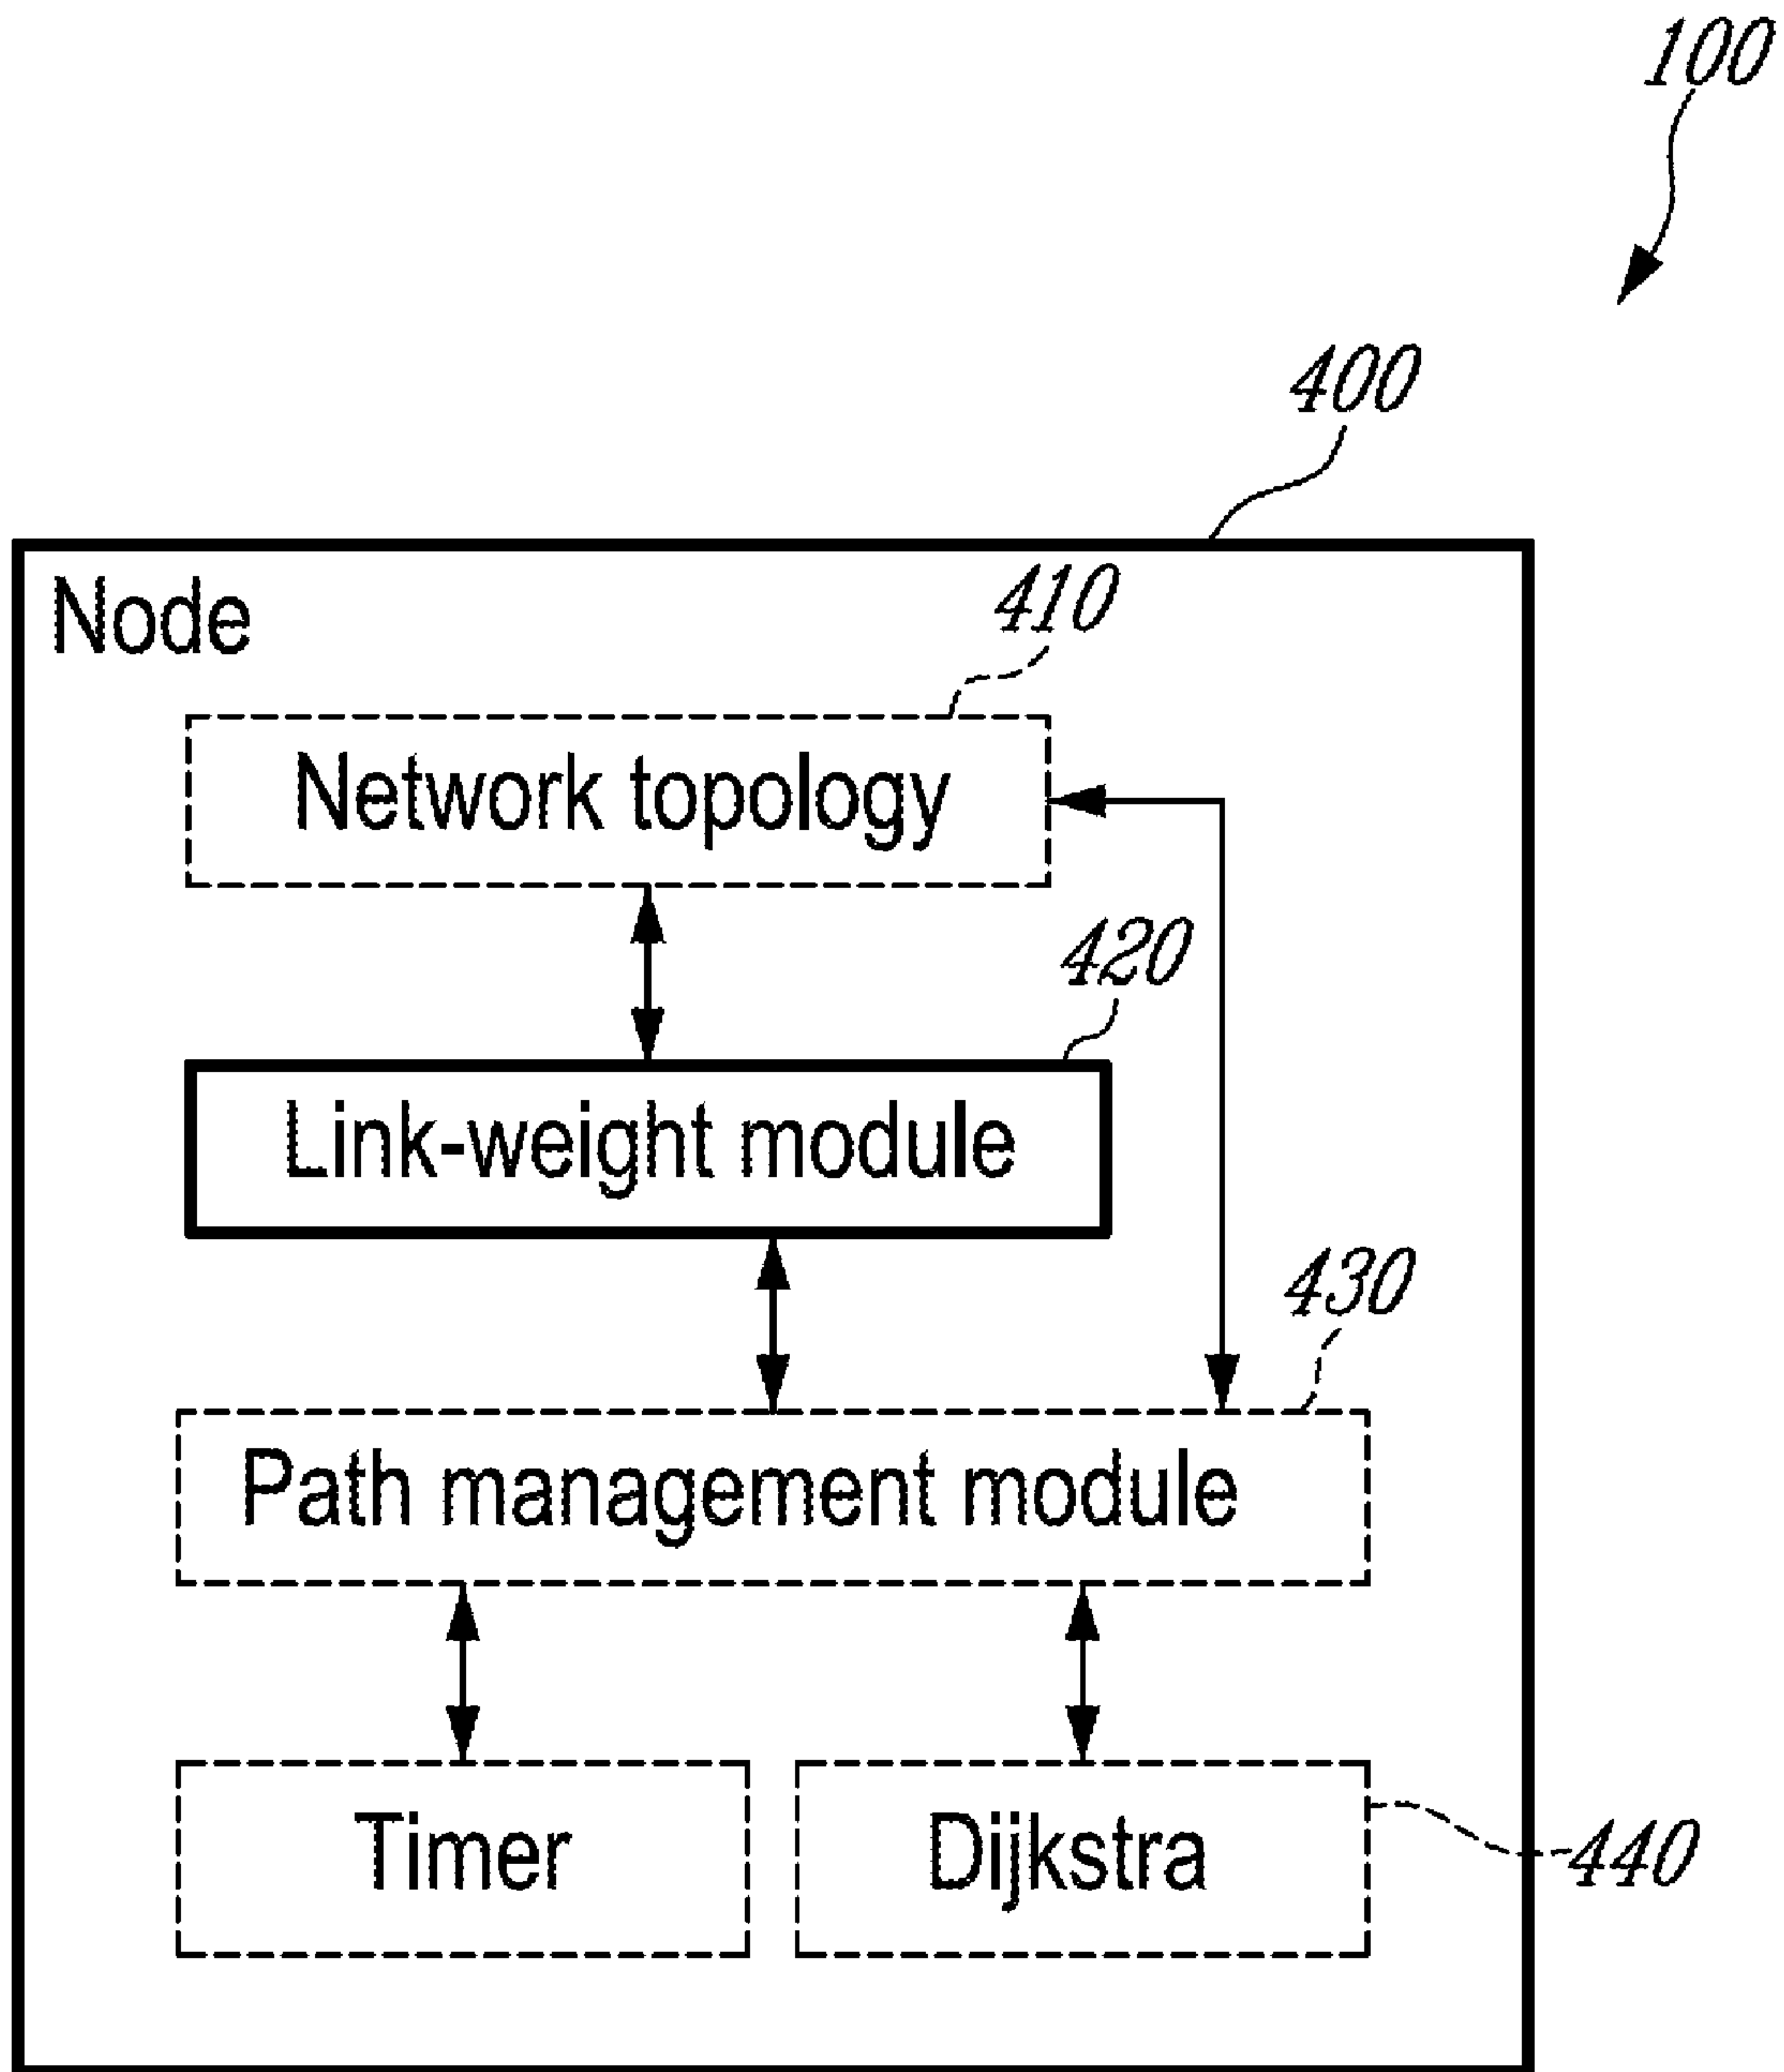 100
400
Node
410
Network topology
420
Link-weight module
430
Path management module
Timer
Dijkstra
440